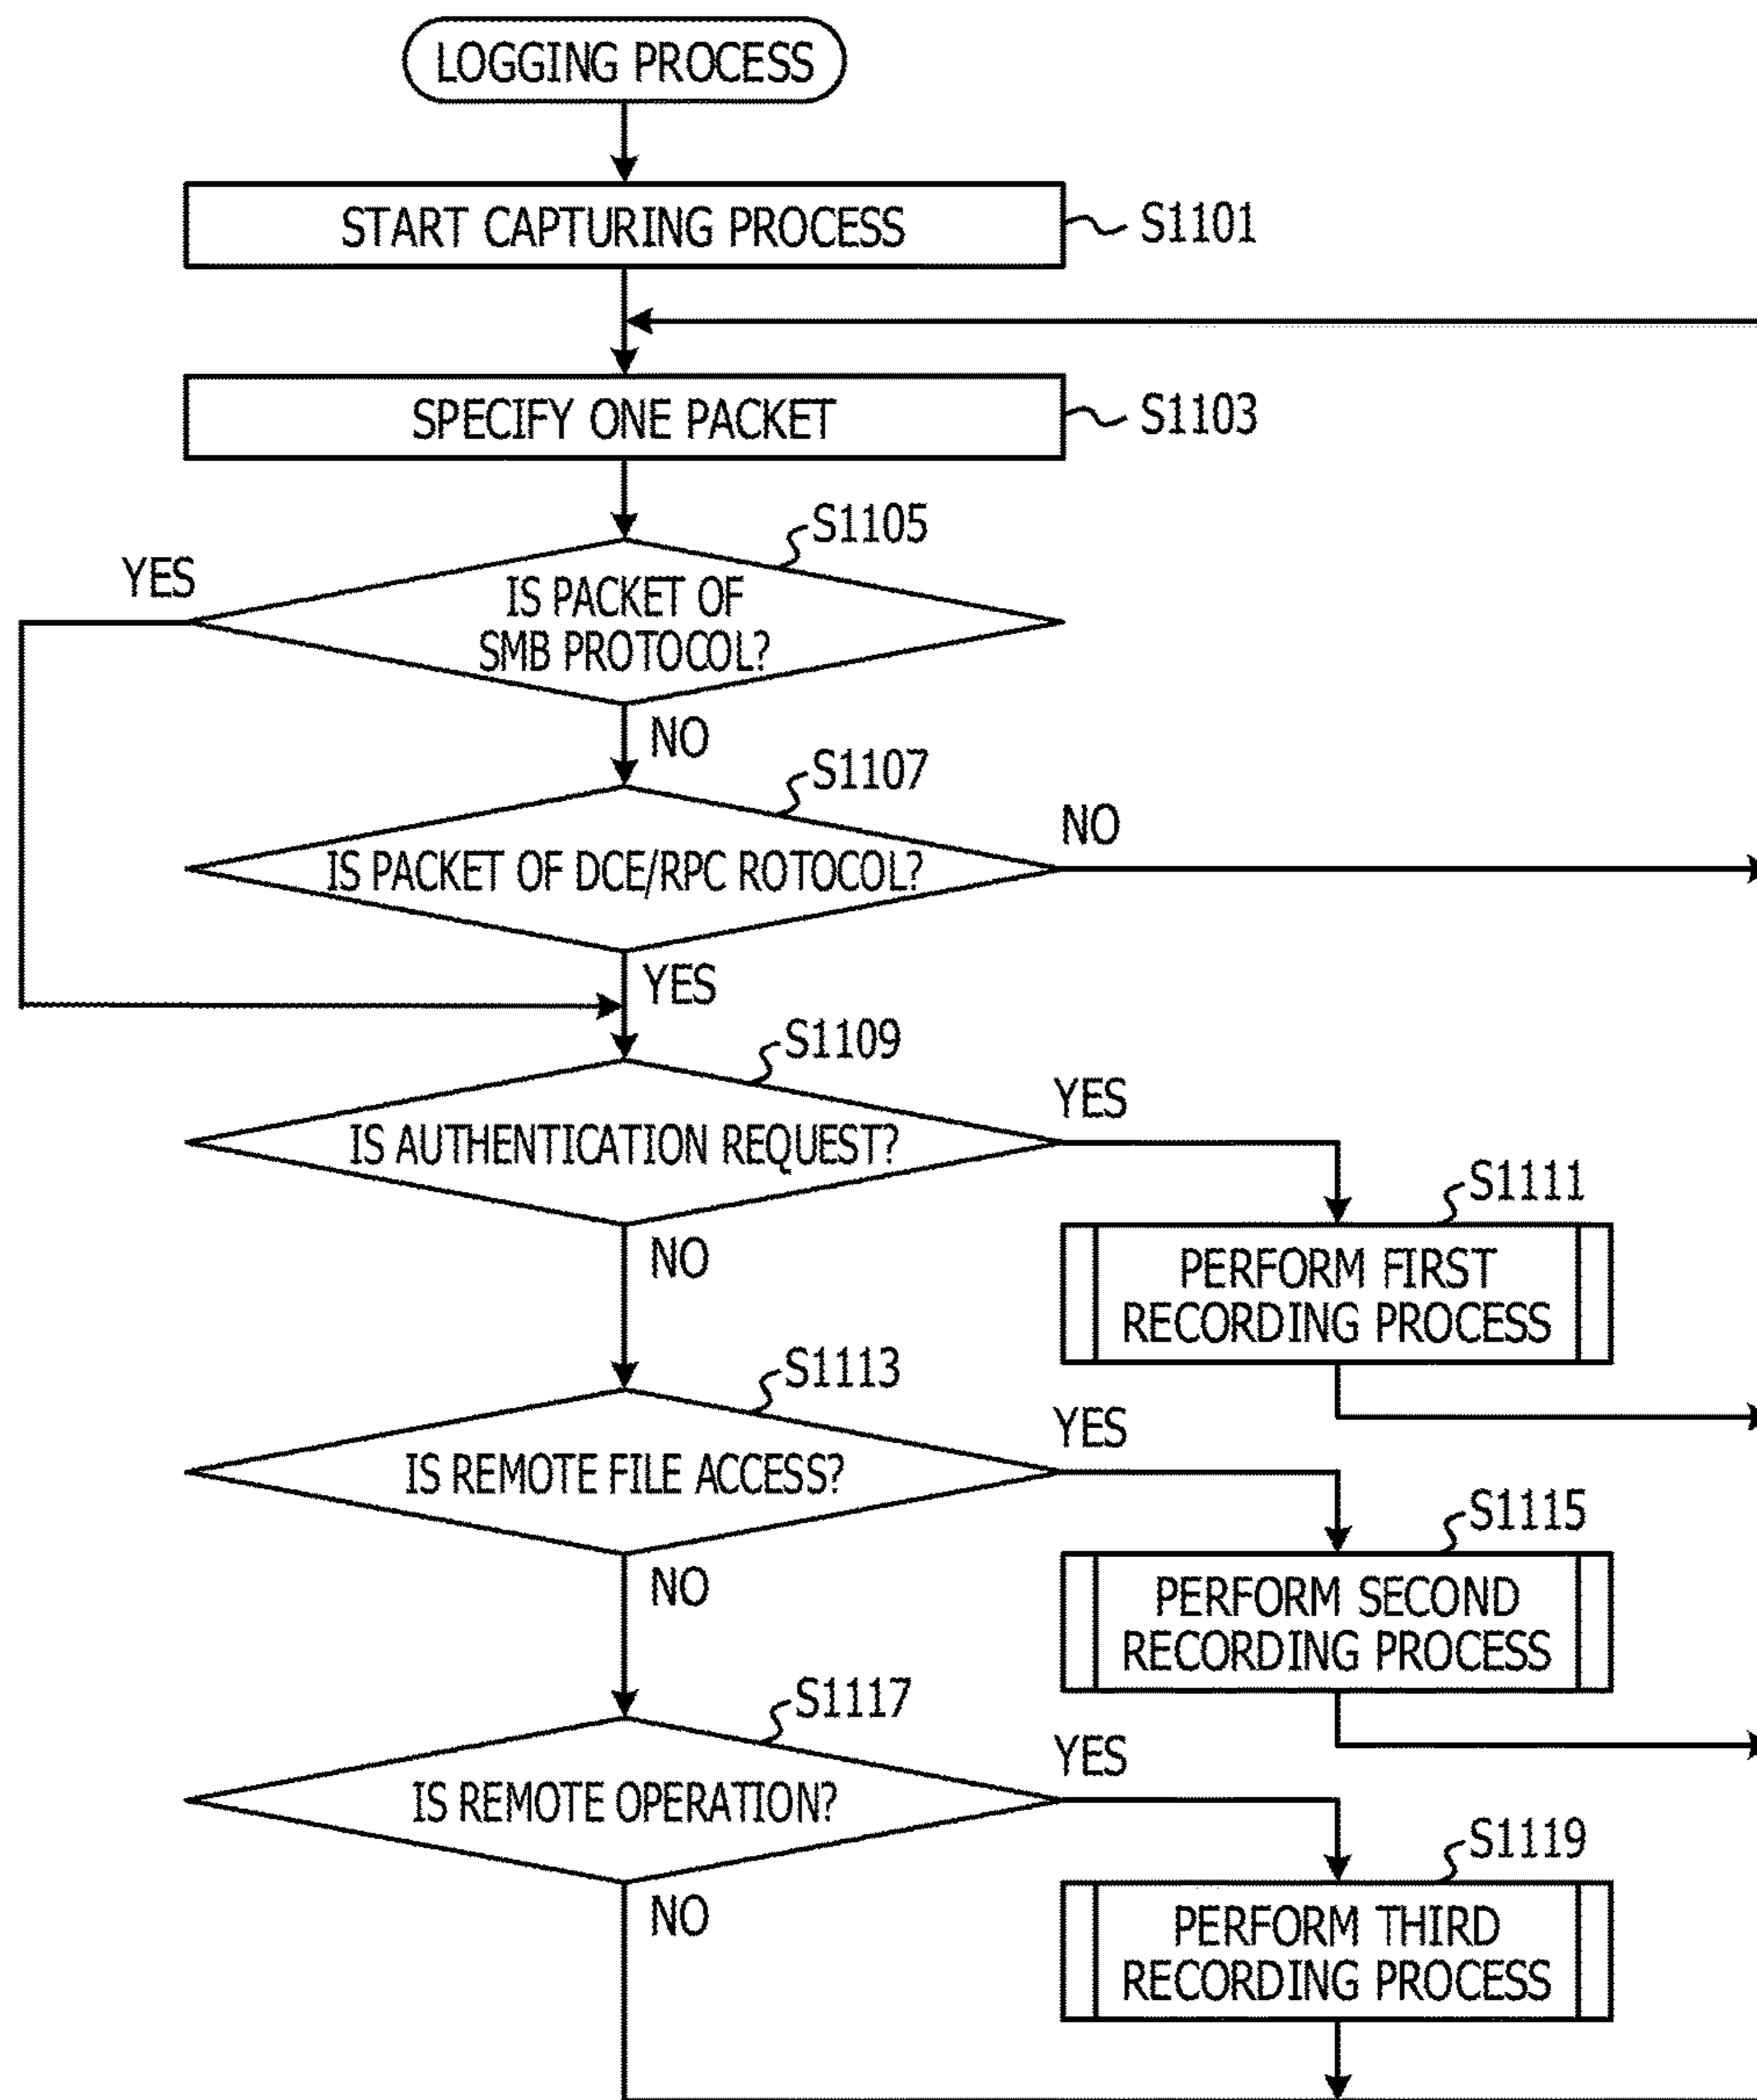 LOGGING PROCESS
START CAPTURING PROCESS
S1101
SPECIFY ONE PACKET
S1103
S1105
YES
IS PACKET OF
SMB PROTOCOL?
NO
S1107
NO
IS PACKET OF DCE/RPC ROTOCOL?
YES
S1109
YES
IS AUTHENTICATION REQUEST?
S1111
NO
PERFORM FIRST
RECORDING PROCESS
S1113
YES
IS REMOTE FILE ACCESS?
S1115
NO
PERFORM SECOND
RECORDING PROCESS
S1117
YES
IS REMOTE OPERATION?
S1119
NO
PERFORM THIRD
RECORDING PROCESS